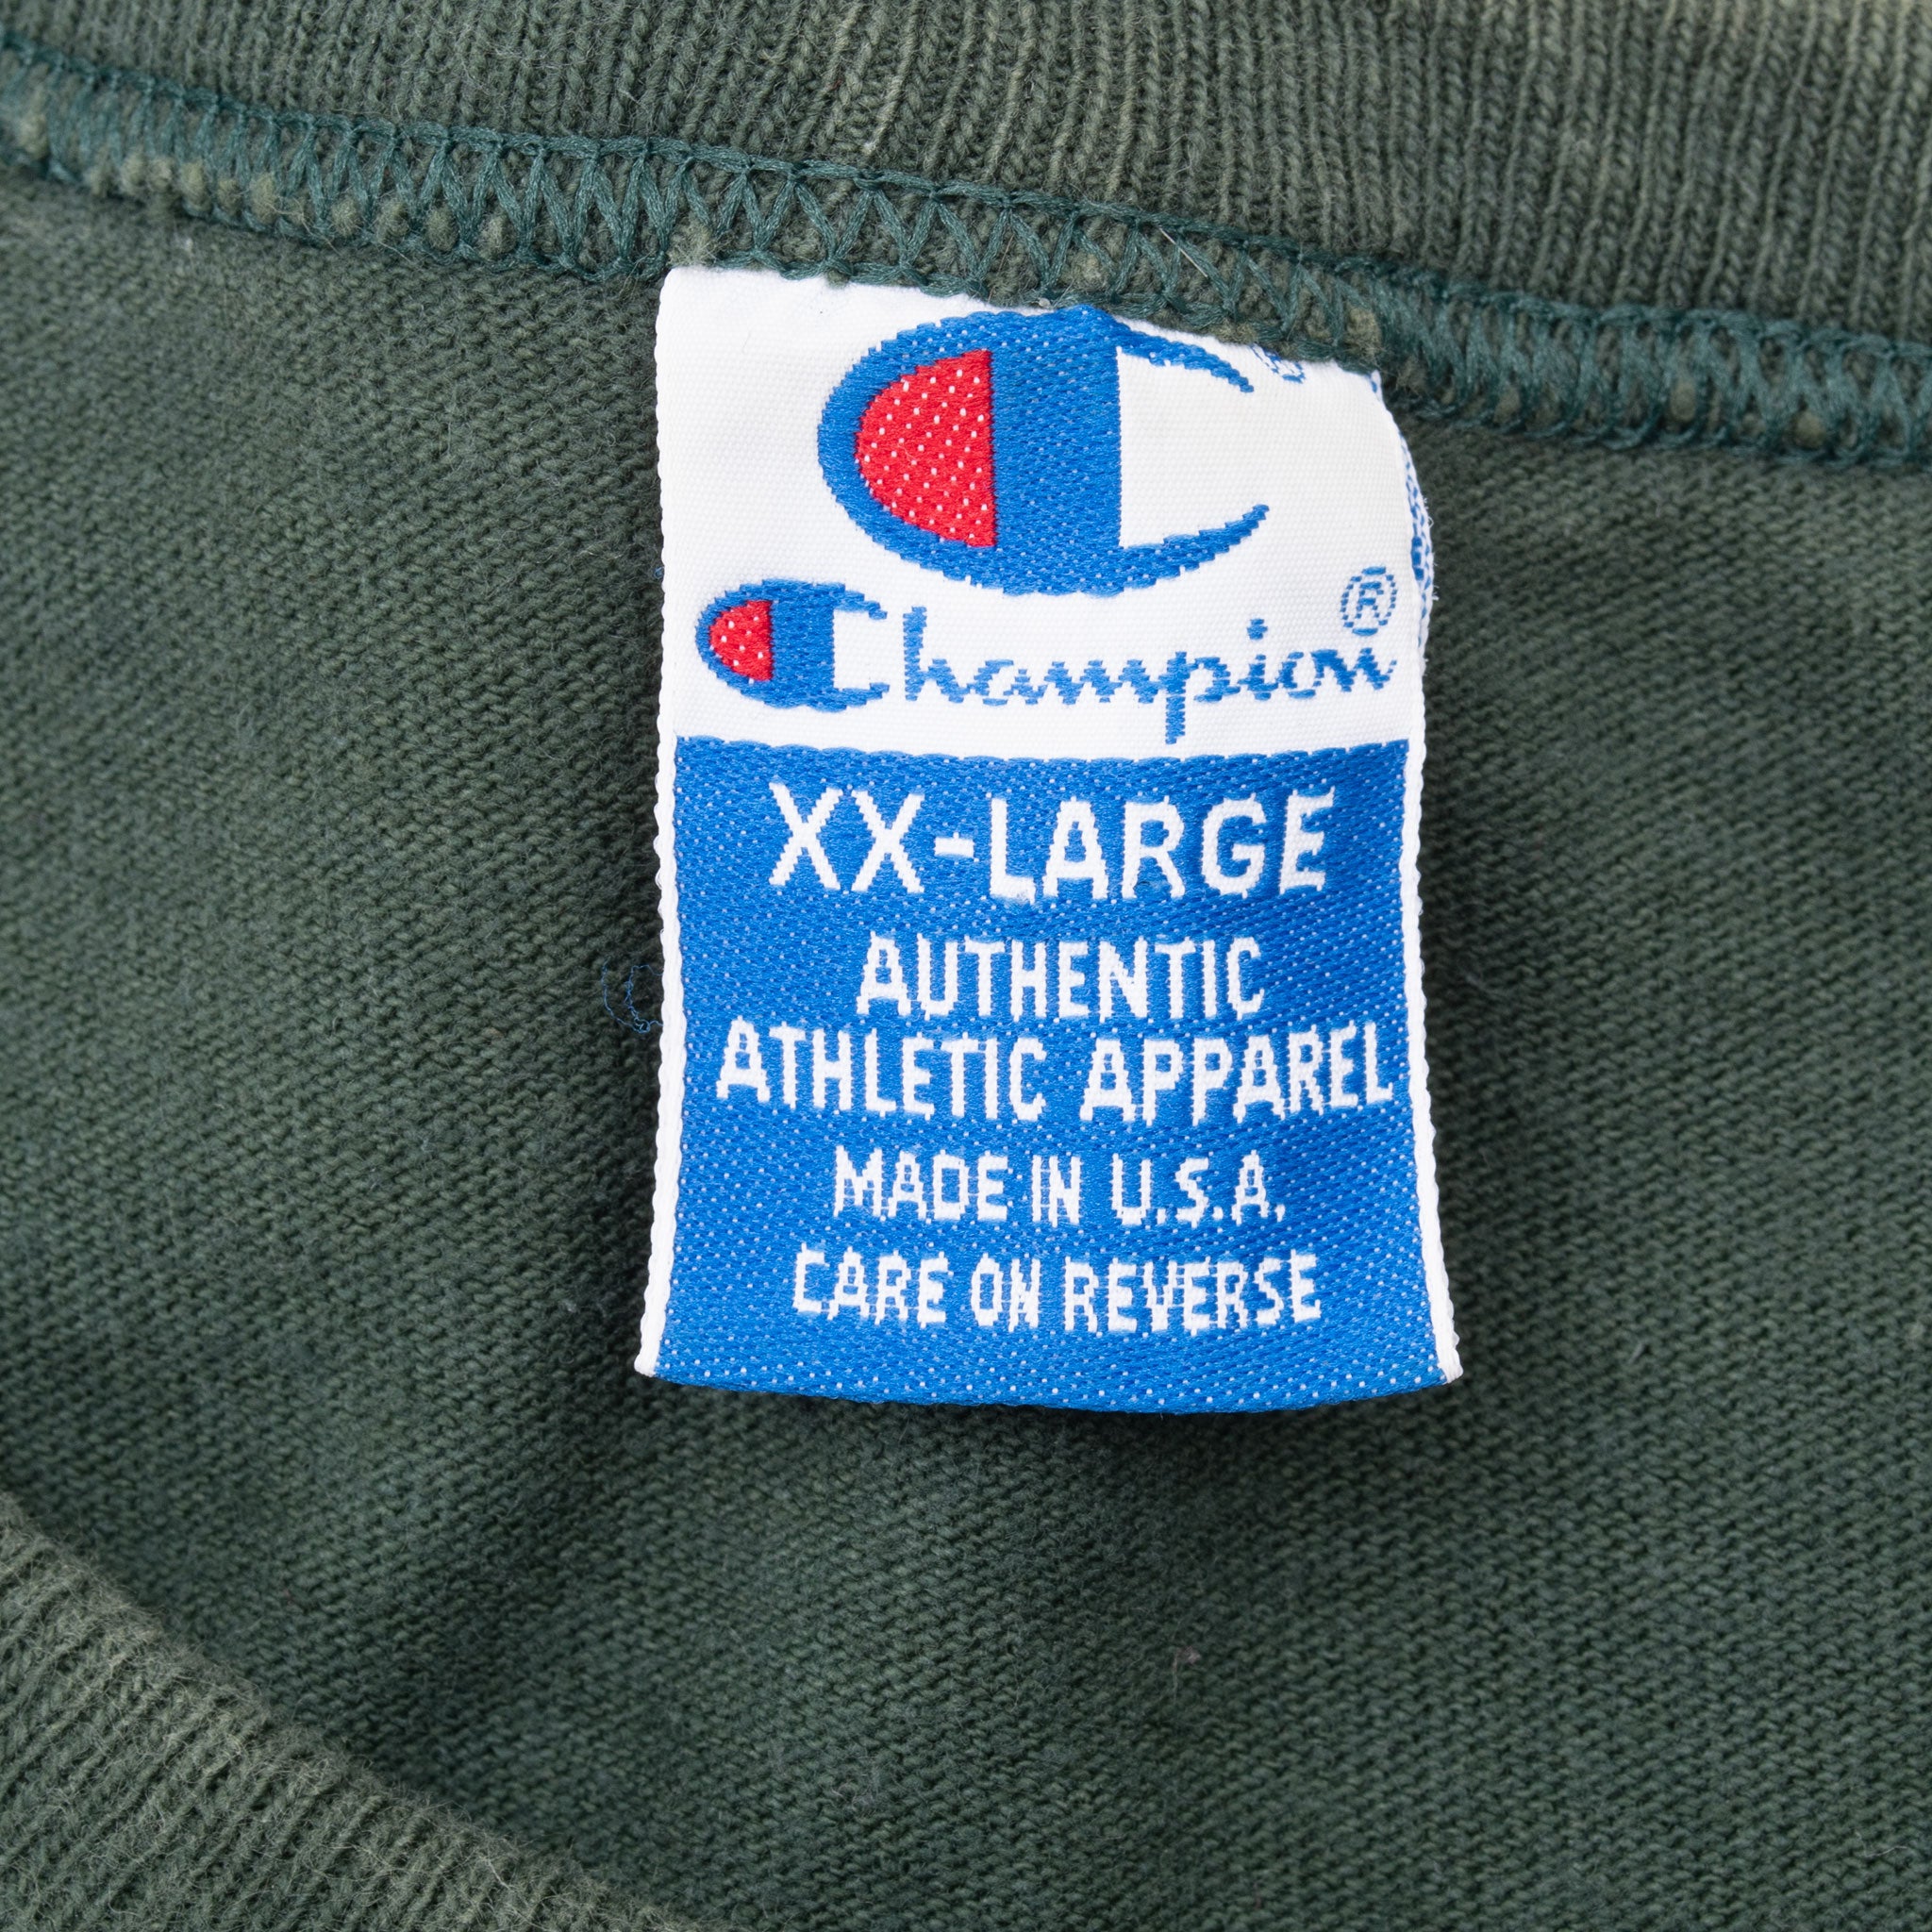 Champion®
XX-LARGE
AUTHENTIC
ATHLETIC APPAREL
MADE IN U.S.A.
CARE ON REVERSE